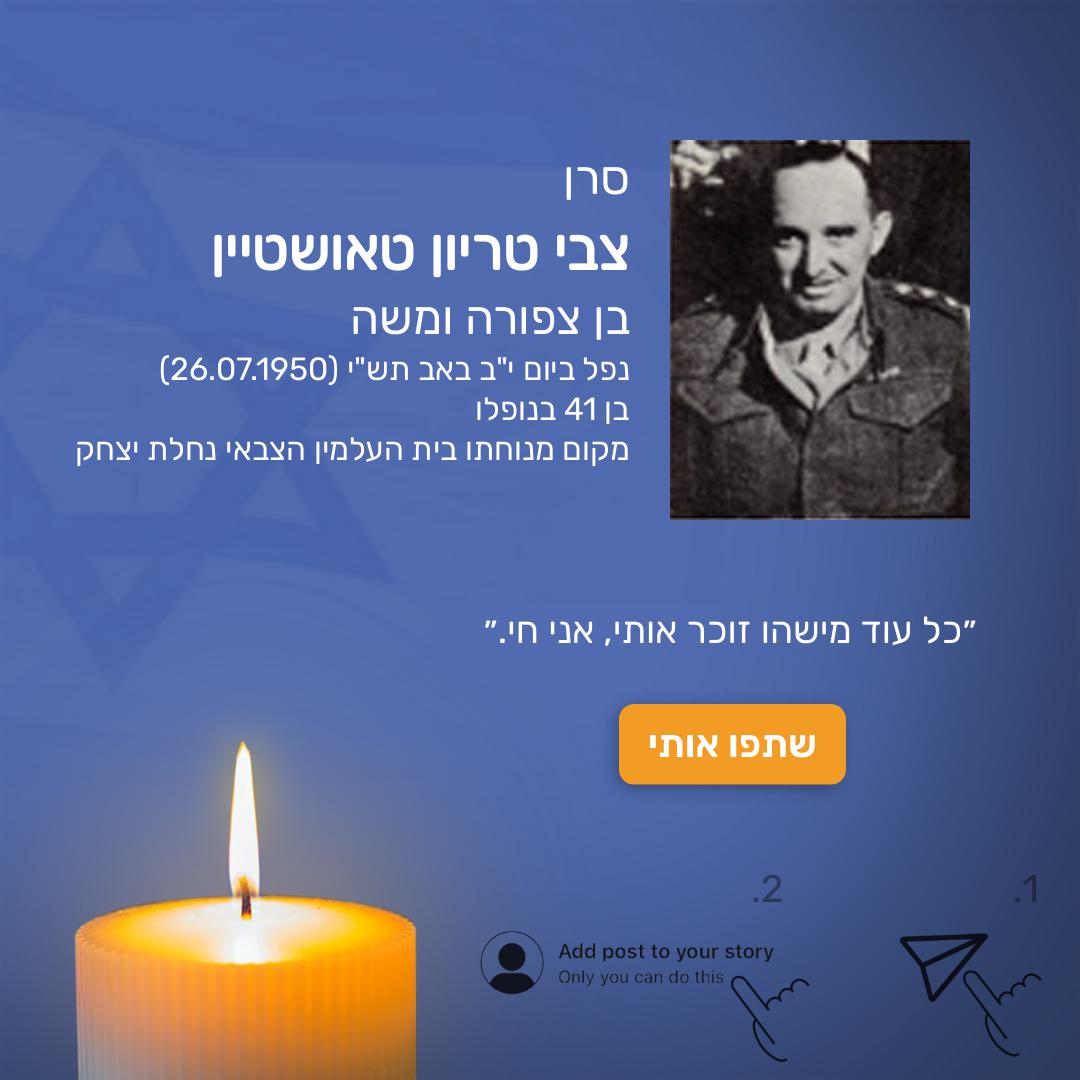 סרן
צבי טריון טאושטיין
בן צפורה ומשה
נפל ביום י"ב באב תש"י (26.07.1950)
בן 41 בנופלו
מקום מנוחתו בית העלמין הצבאי נחלת יצחק
״כל עוד מישהו זוכר אותי, אני חי.״
שתפו אותי
1.
2.
Add post to your story
Only you can do this